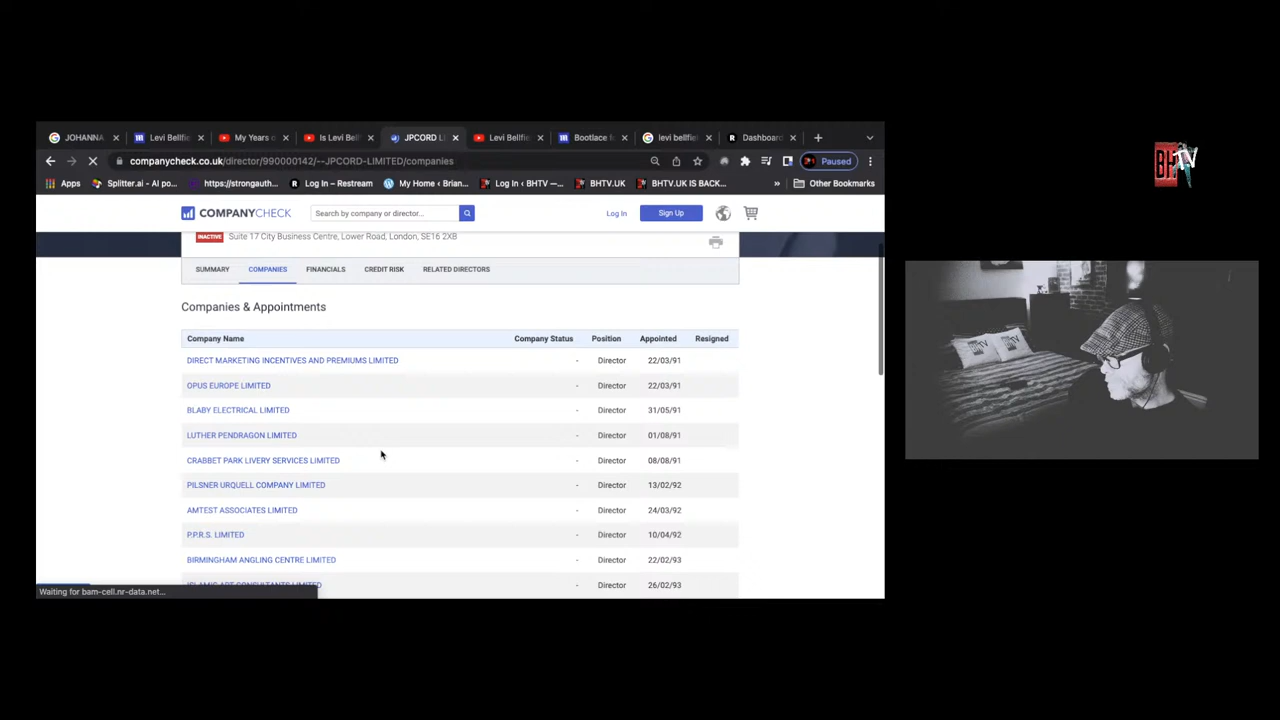 JOHANNA
Levi Bellfie
My Years o
Is Levi Bel
JPCORD L
Levi Bellfie
Bootlace k
levi bellfie
Dashboard
companycheck.co.uk/director/990000142/--JPCORD-LIMITED/companies
Paused
Apps
Splitter.ai - AI po...
https://strongauth...
Log In – Restream
My Home ‹ Brian...
Log In ‹ BHTV —...
BHTV.UK
BHTV.UK IS BACK...
»
Other Bookmarks
COMPANYCHECK
Search by company or director...
Log In
Sign Up
INACTIVE
Suite 17 City Business Centre, Lower Road, London, SE16 2XB
SUMMARY
COMPANIES
FINANCIALS
CREDIT RISK
RELATED DIRECTORS
Companies & Appointments
Company Name Company Status Position Appointed Resigned
DIRECT MARKETING INCENTIVES AND PREMIUMS LIMITED - Director 22/03/91
OPUS EUROPE LIMITED - Director 22/03/91
BLABY ELECTRICAL LIMITED - Director 31/05/91
LUTHER PENDRAGON LIMITED - Director 01/08/91
CRABBET PARK LIVERY SERVICES LIMITED - Director 08/08/91
PILSNER URQUELL COMPANY LIMITED - Director 13/02/92
AMTEST ASSOCIATES LIMITED - Director 24/03/92
P.P.R.S. LIMITED - Director 10/04/92
BIRMINGHAM ANGLING CENTRE LIMITED - Director 22/02/93
ISLAMIC ART CONSULTANTS LIMITED - Director 26/02/93
Waiting for bam-cell.nr-data.net...
BHTV
BHTV
BHTV